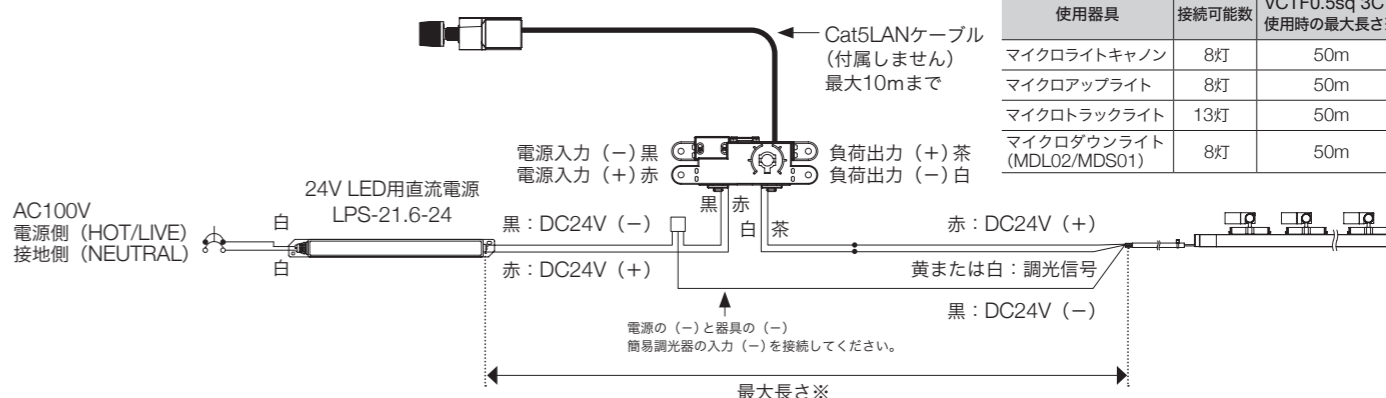 Cat5LANケーブル
（付属しません）
最大10mまで
使用器具
接続可能数
VCTF0.5sq 3C
使用時の最大長さ※
マイクロライトキャノン 8灯 50m
マイクロアップライト 8灯 50m
マイクロトラックライト 13灯 50m
マイクロダウンライト
（MDL02/MDS01） 8灯 50m
電源入力（−）黒
電源入力（+）赤
負荷出力（+）茶
負荷出力（−）白
24V LED用直流電源
LPS-21.6-24
AC100V
電源側（HOT/LIVE）
接地側（NEUTRAL）
白
白
黒 赤
白 茶
黒：DC24V（−）
赤：DC24V（+）
赤：DC24V（+）
黄または白：調光信号
黒：DC24V（−）
電源の（−）と器具の（−）
簡易調光器の入力（−）を接続してください。
最大長さ※